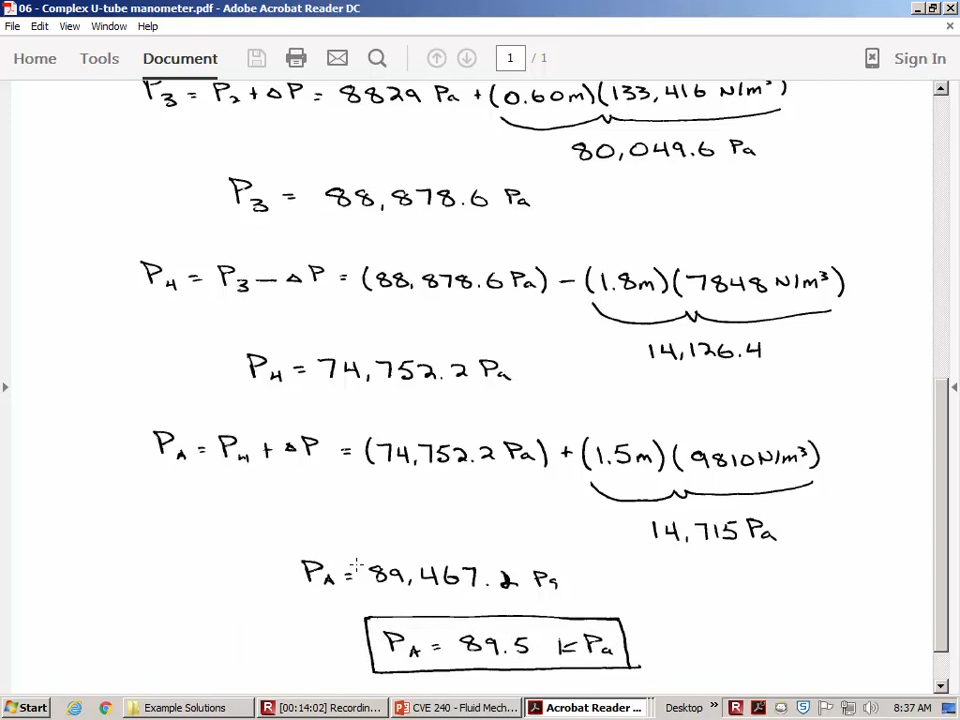 06 - Complex U-tube manometer.pdf - Adobe Acrobat Reader DC
File Edit View Window Help
Home Tools Document 1 / 1 Sign In
P3 = P2 + ΔP = 8829 Pa + (0.60m)(133,416 N/m³)
80,049.6 Pa
P3 = 88,878.6 Pa
P4 = P3 — ΔP = (88,878.6 Pa) – (1.8m)(7848 N/m³)
14,126.4
P4 = 74,752.2 Pa
PA = P4 + ΔP = (74,752.2 Pa) + (1.5m)(9810 N/m³)
14,715 Pa
PA = 89,467.2 Pa
PA = 89.5 kPa
Start Example Solutions [00:14:02] Recordin... CVE 240 - Fluid Mech... Adobe Reader ... Desktop » 8:37 AM